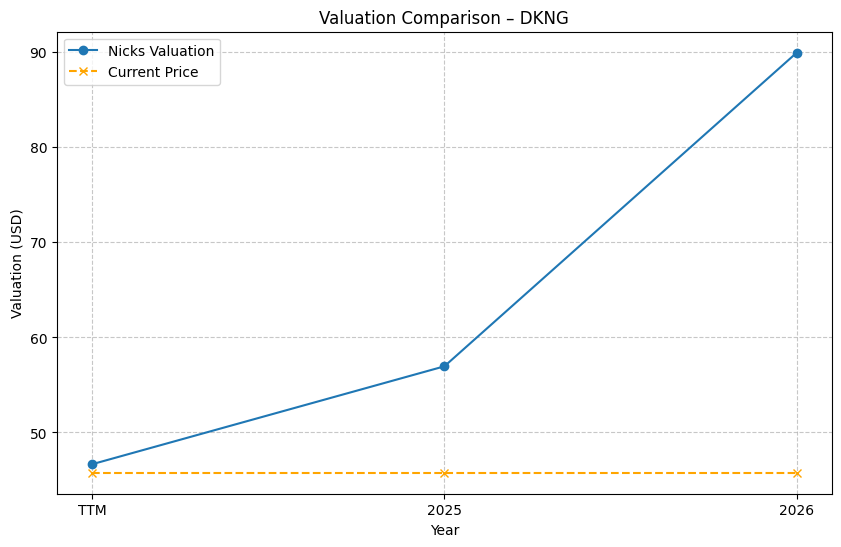 Valuation Comparison – DKNG
Nicks Valuation
Current Price
90
80
70
60
50
Valuation (USD)
TTM
2025
2026
Year